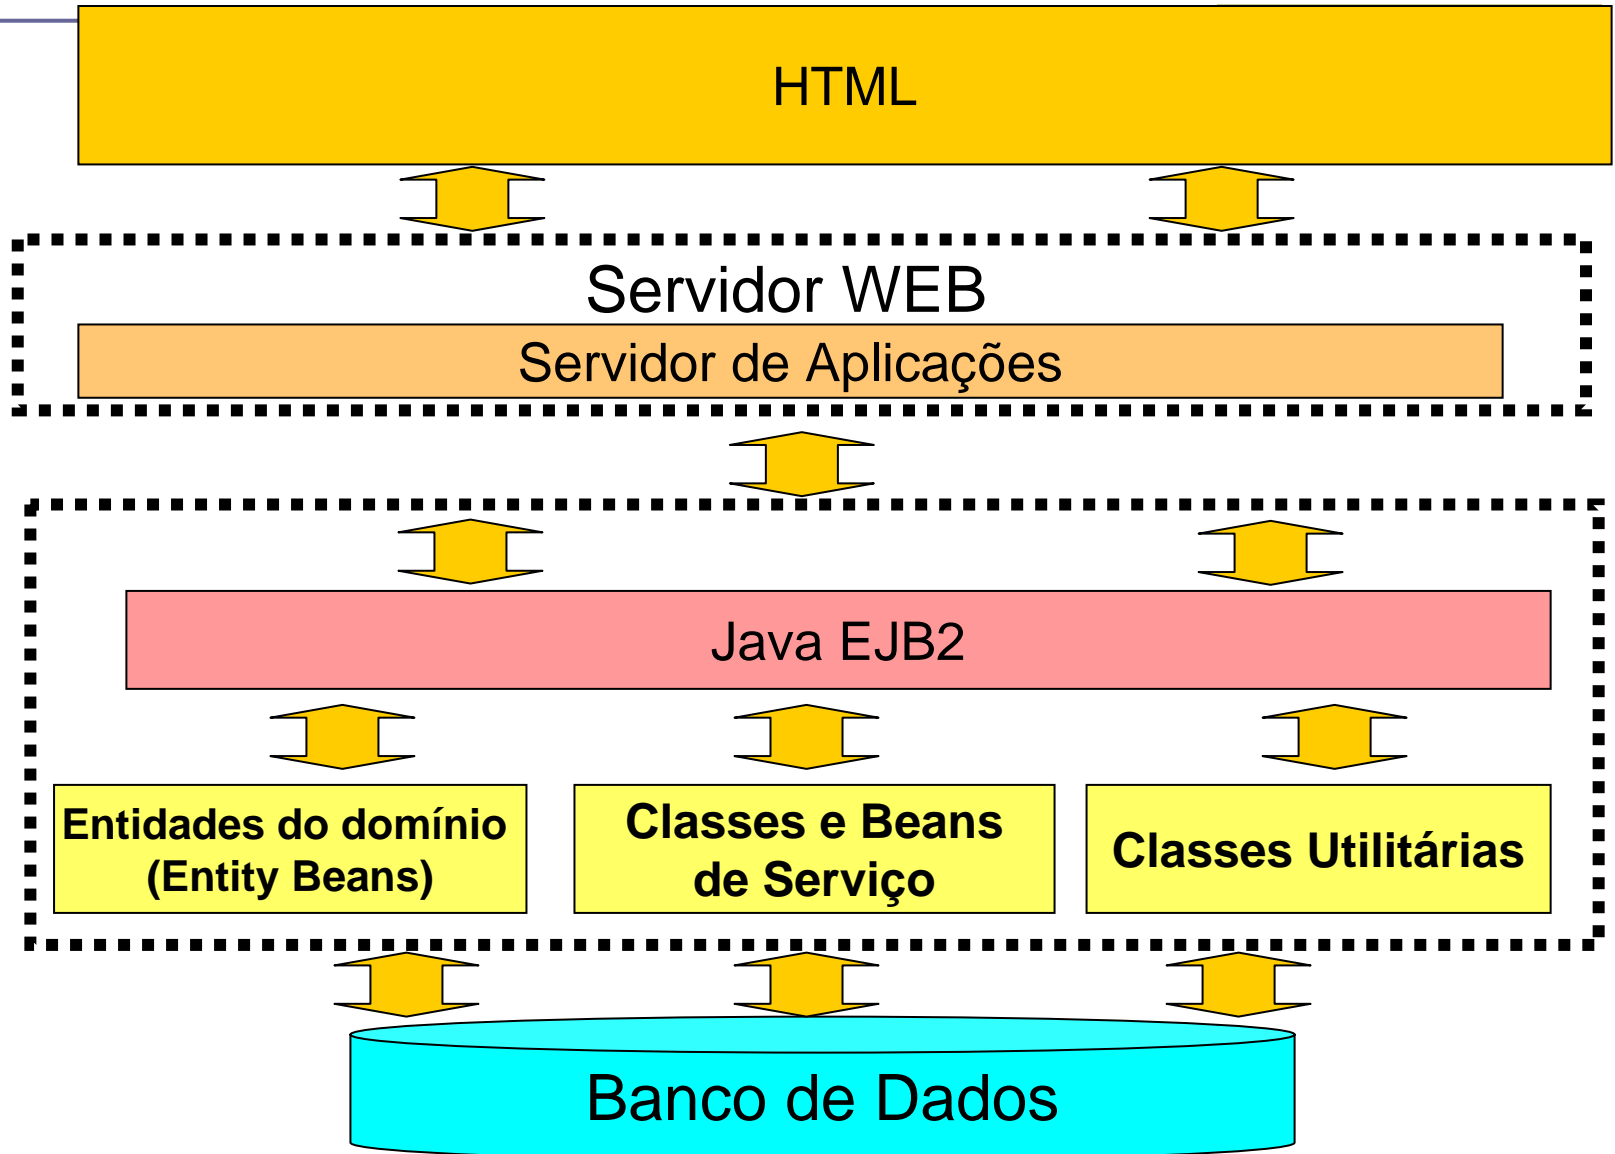 HTML
Servidor WEB
Servidor de Aplicações
Java EJB2
Entidades do domínio
(Entity Beans)
Classes e Beans
de Serviço
Classes Utilitárias
Banco de Dados